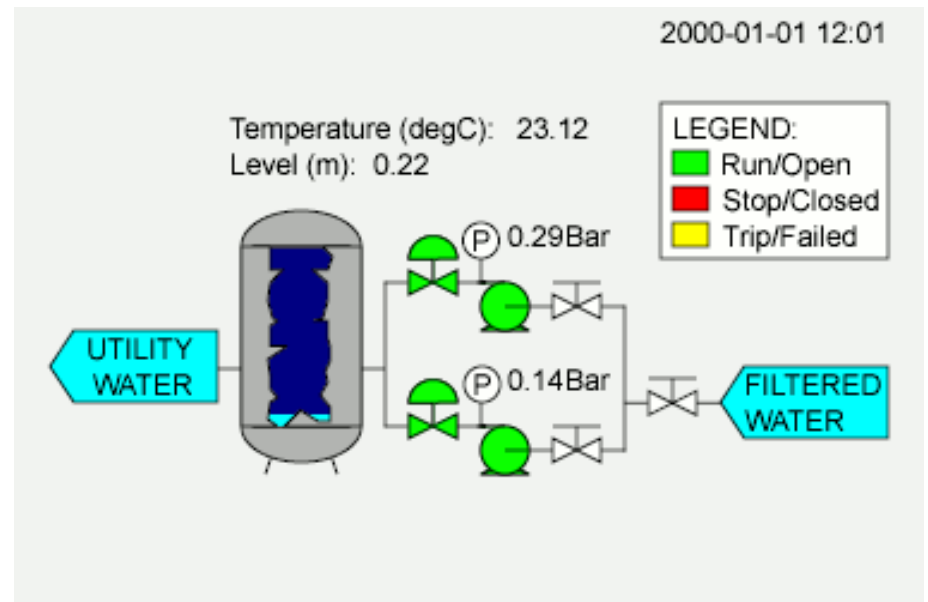 2000-01-01 12:01
Temperature (degC): 23.12
Level (m): 0.22
LEGEND:
Run/Open
Stop/Closed
Trip/Failed
P 0.29Bar
UTILITY
WATER
P 0.14Bar
FILTERED
WATER